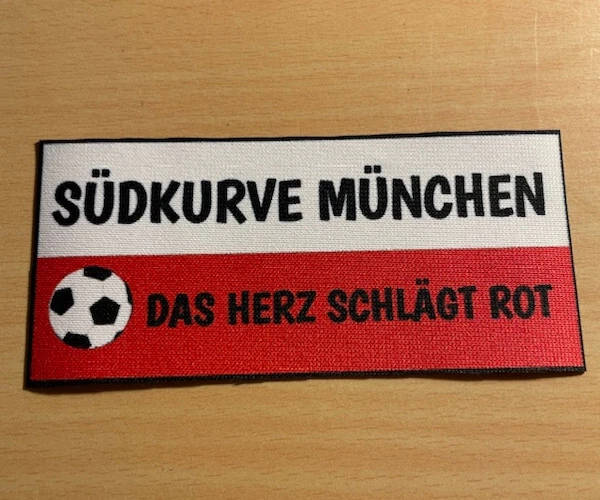 SÜDKURVE MÜNCHEN
DAS HERZ SCHLÄGT ROT